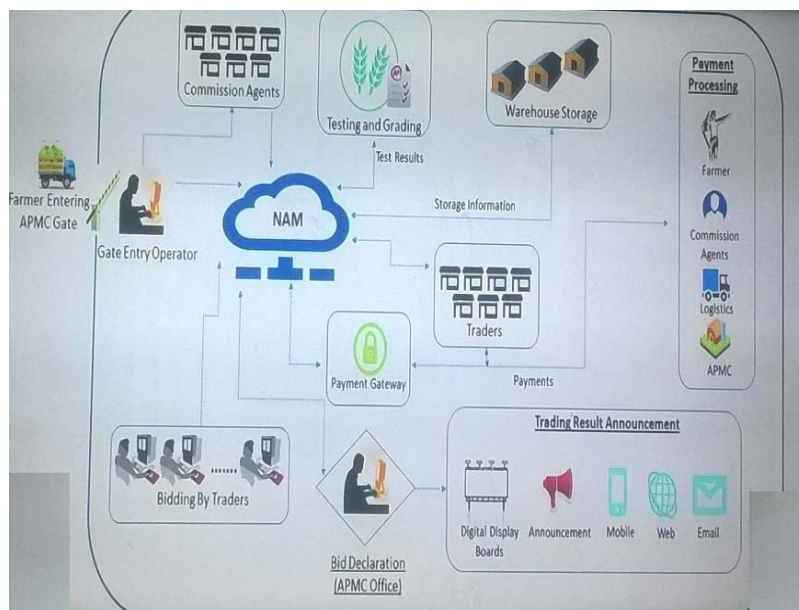 Commission Agents
Testing and Grading
Warehouse Storage
Payment
Processing
Farmer
Commission
Agents
Logistics
APMC
Test Results
Farmer Entering
APMC Gate
Gate Entry Operator
NAM
Storage Information
Traders
Payment Gateway
Payments
Bidding By Traders
Trading Result Announcement
Digital Display
Boards
Announcement
Mobile
Web
Email
Bid Declaration
(APMC Office)